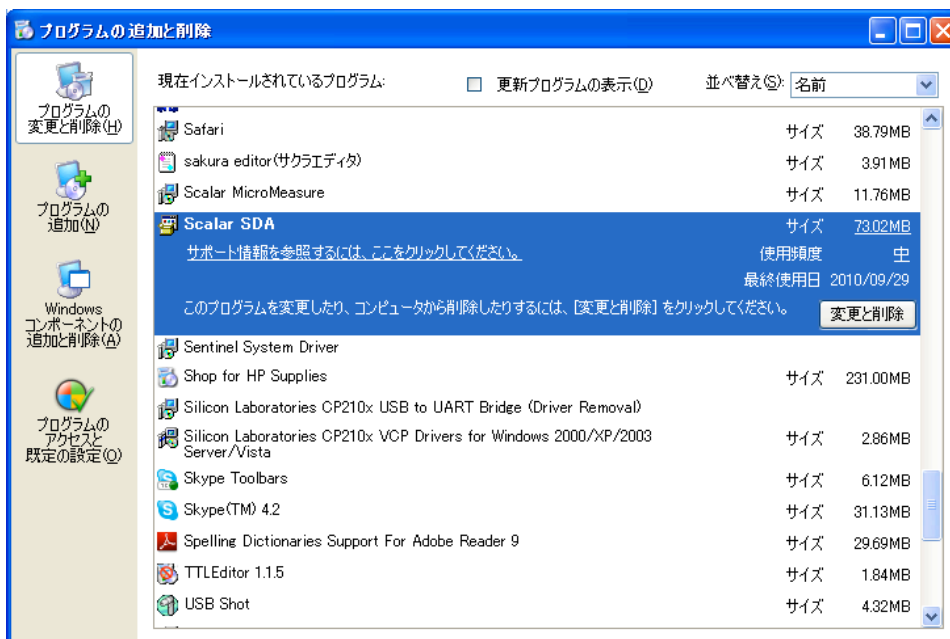 プログラムの追加と削除
現在インストールされているプログラム:
更新プログラムの表示(D)
並べ替え(S):
名前
プログラムの
変更と削除(H)
プログラムの
追加(N)
Windows
コンポーネントの
追加と削除(A)
プログラムの
アクセスと
既定の設定(O)
Safari サイズ 38.79MB
sakura editor(サクラエディタ) サイズ 3.91MB
Scalar MicroMeasure サイズ 11.76MB
Scalar SDA サイズ 73.02MB
サポート情報を参照するには、ここをクリックしてください。 使用頻度 中
最終使用日 2010/09/29
このプログラムを変更したり、コンピュータから削除したりするには、[変更と削除] をクリックしてください。 変更と削除
Sentinel System Driver
Shop for HP Supplies サイズ 231.00MB
Silicon Laboratories CP210x USB to UART Bridge (Driver Removal)
Silicon Laboratories CP210x VCP Drivers for Windows 2000/XP/2003
Server/Vista サイズ 2.86MB
Skype Toolbars サイズ 6.12MB
Skype(TM) 4.2 サイズ 31.13MB
Spelling Dictionaries Support For Adobe Reader 9 サイズ 29.69MB
TTLEditor 1.1.5 サイズ 1.84MB
USB Shot サイズ 4.32MB